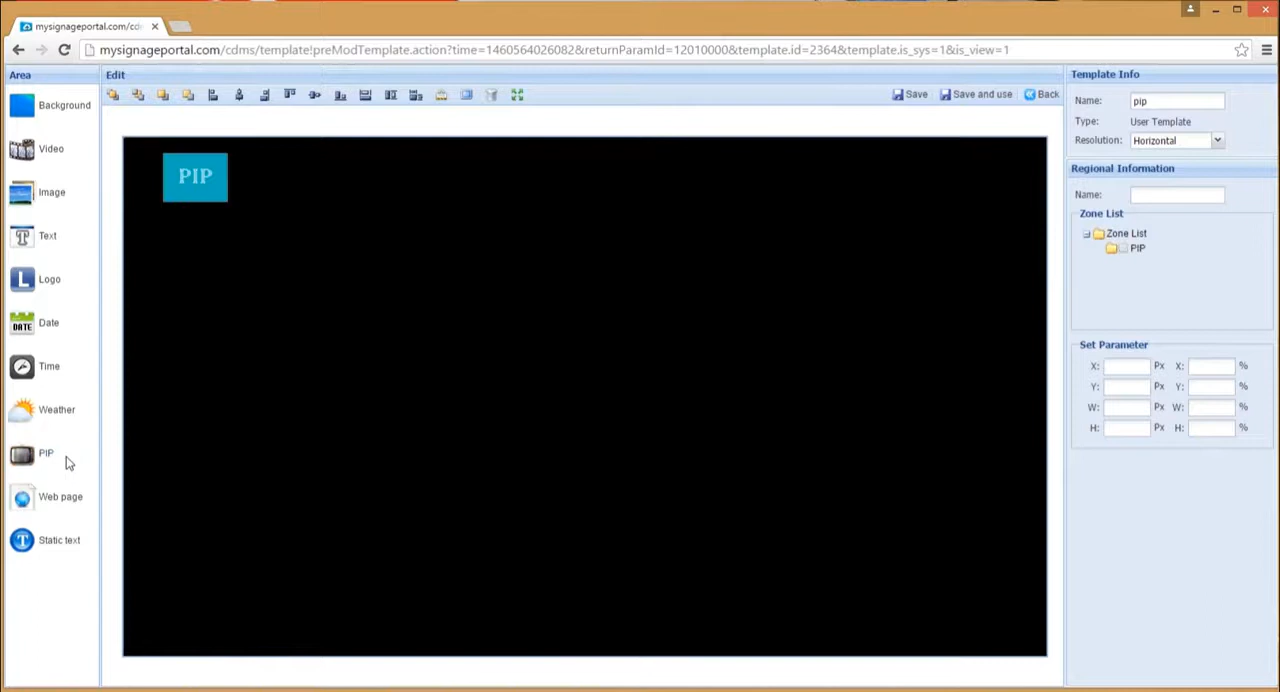 mysignageportal.com/cd
mysignageportal.com/cdms/template!preModTemplate.action?time=1460564026082&returnParamId=12010000&template.id=2364&template.is_sys=1&is_view=1
Area
Edit
Template Info
Background
Video
Image
Text
Logo
L
Date
DATE
Time
Weather
PIP
Web page
Static text
T
Save
Save and use
Back
PIP
Name: pip
Type: User Template
Resolution: Horizontal
Regional Information
Name:
Zone List
Zone List
PIP
Set Parameter
X: Px X: %
Y: Px Y: %
W: Px W: %
H: Px H: %